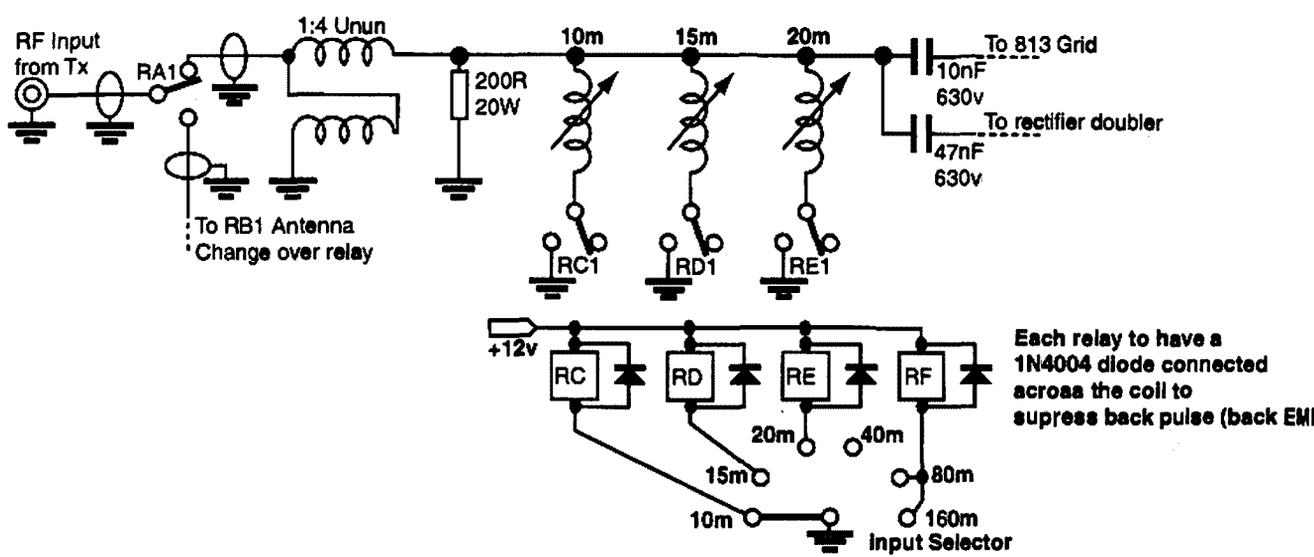 1:4 Unun
RF Input
from Tx
RA1
10m
15m
20m
To 813 Grid
10nF
630v
200R
20W
To rectifier doubler
47nF
630v
To RB1 Antenna
Change over relay
RC1
RD1
RE1
+12v
RC
RD
RE
RF
Each relay to have a
1N4004 diode connected
acroaa the coil to
supress back pulse (back EMF
20m
40m
15m
80m
10m
160m
input Selector